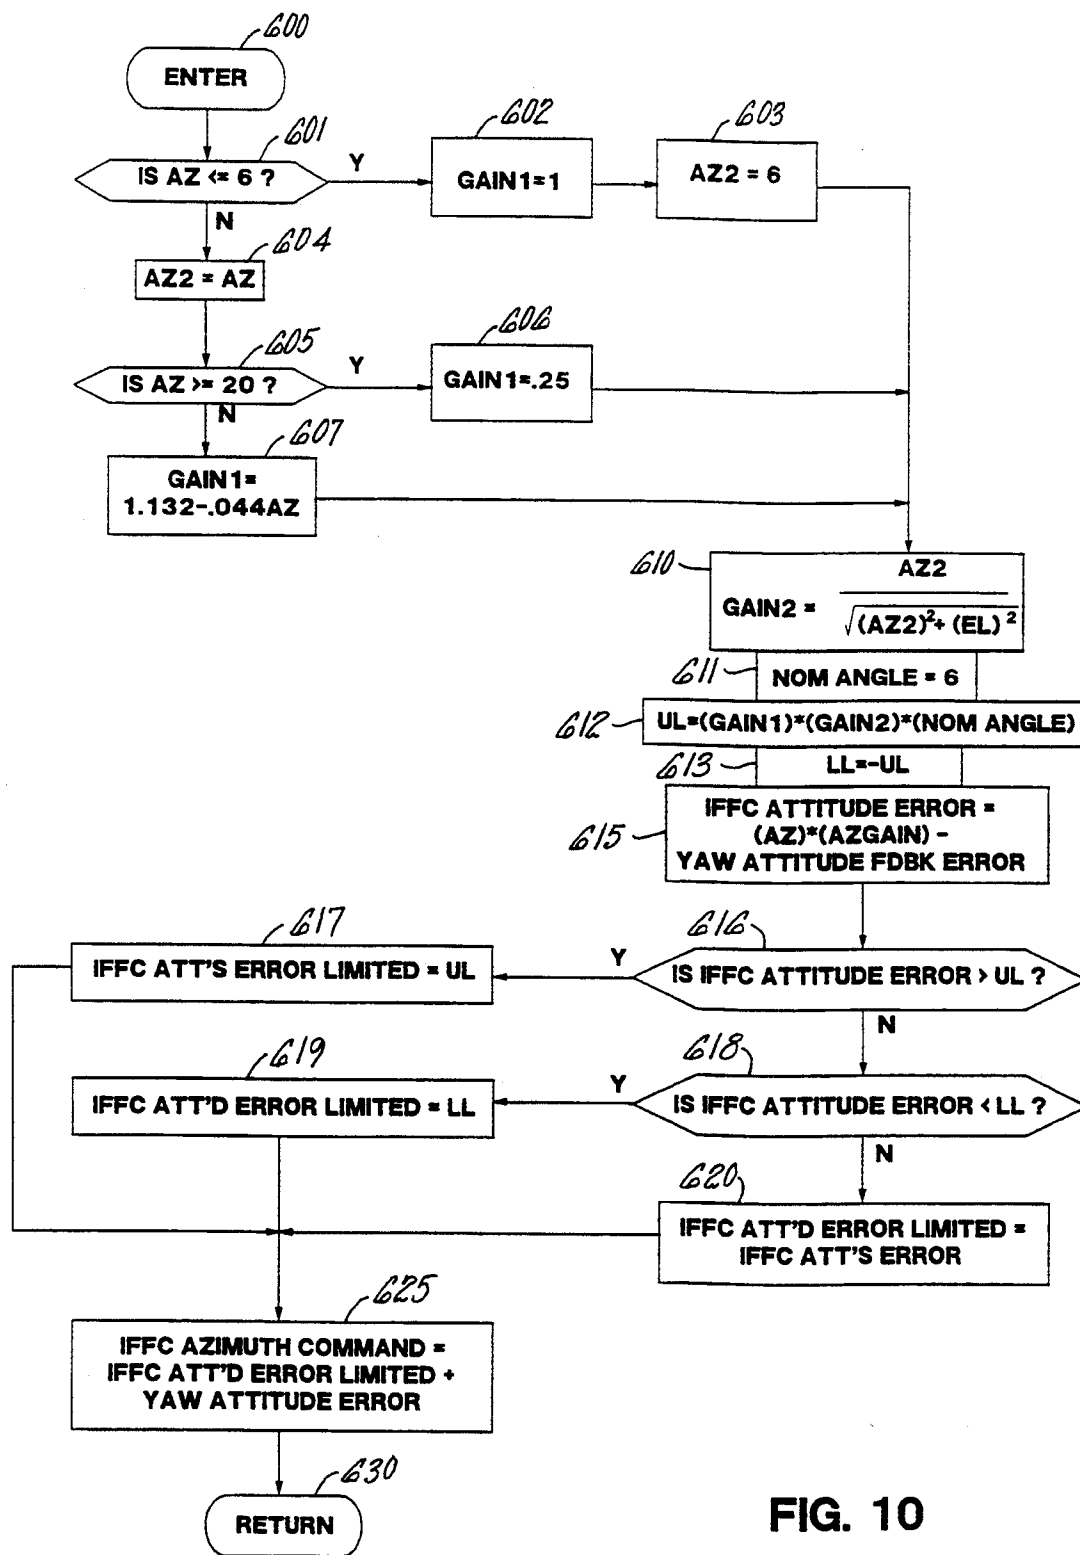 600
ENTER
601
IS AZ <= 6 ?
Y
N
602
GAIN1=1
603
AZ2 = 6
604
AZ2 = AZ
605
IS AZ >= 20 ?
Y
N
606
GAIN1=.25
607
GAIN1=
1.132-.044AZ
610
AZ2
GAIN2 =
√(AZ2)²+ (EL)²
611
NOM ANGLE = 6
612
UL=(GAIN1)*(GAIN2)*(NOM ANGLE)
613
LL=-UL
615
IFFC ATTITUDE ERROR =
(AZ)*(AZGAIN) -
YAW ATTITUDE FDBK ERROR
616
IS IFFC ATTITUDE ERROR > UL ?
Y
N
617
IFFC ATT'S ERROR LIMITED = UL
618
IS IFFC ATTITUDE ERROR < LL ?
Y
N
619
IFFC ATT'D ERROR LIMITED = LL
620
IFFC ATT'D ERROR LIMITED =
IFFC ATT'S ERROR
625
IFFC AZIMUTH COMMAND =
IFFC ATT'D ERROR LIMITED +
YAW ATTITUDE ERROR
630
RETURN
FIG. 10